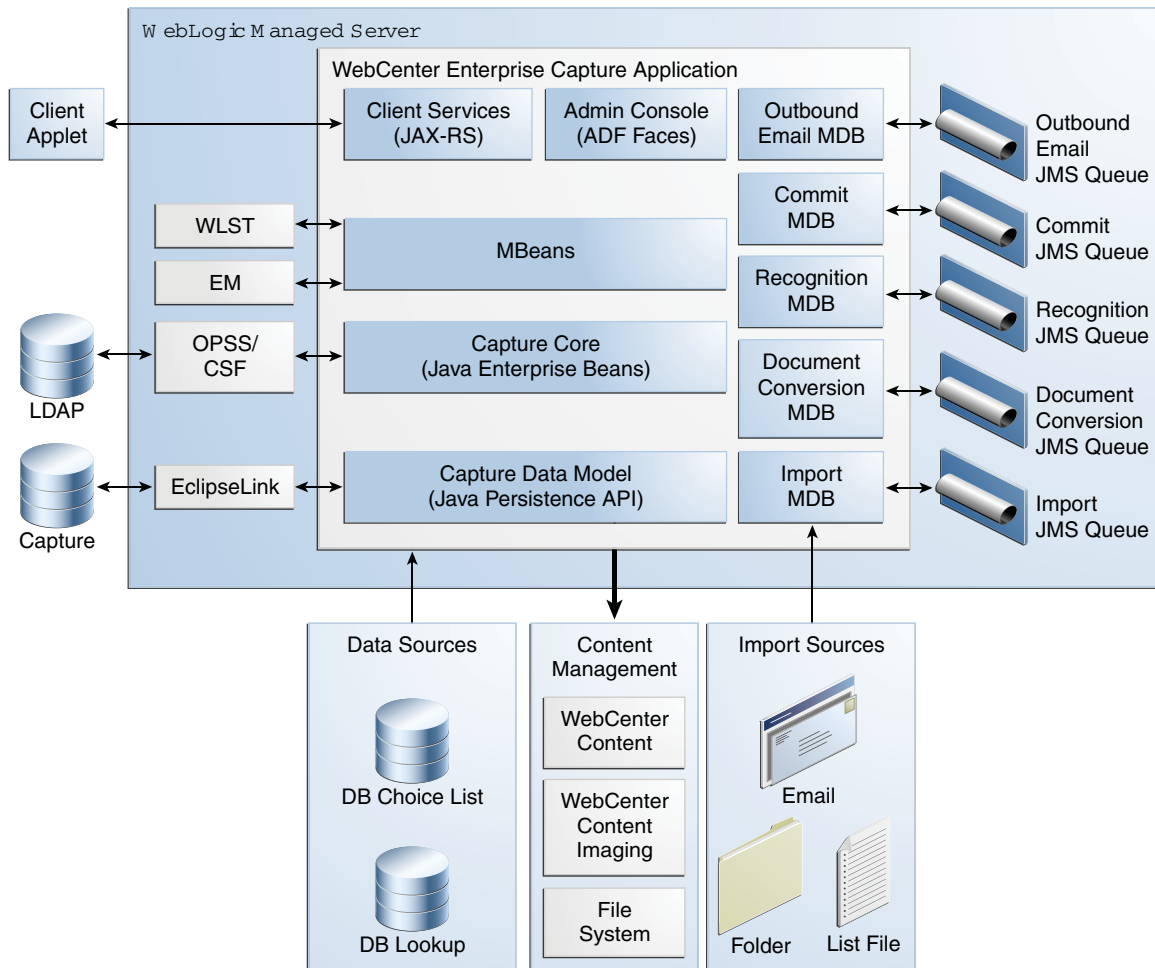 WebLogic Managed Server
WebCenter Enterprise Capture Application
Client
Applet
Client Services
(JAX-RS)
Admin Console
(ADF Faces)
Outbound
Email MDB
Outbound
Email
JMS Queue
WLST
EM
MBeans
Commit
MDB
Commit
JMS Queue
Recognition
MDB
Recognition
JMS Queue
LDAP
OPSS/
CSF
Capture Core
(Java Enterprise Beans)
Document
Conversion
MDB
Document
Conversion
JMS Queue
Capture
EclipseLink
Capture Data Model
(Java Persistence API)
Import
MDB
Import
JMS Queue
Data Sources
DB Choice List
DB Lookup
Content
Management
WebCenter
Content
WebCenter
Content
Imaging
File
System
Import Sources
Email
Folder
List File